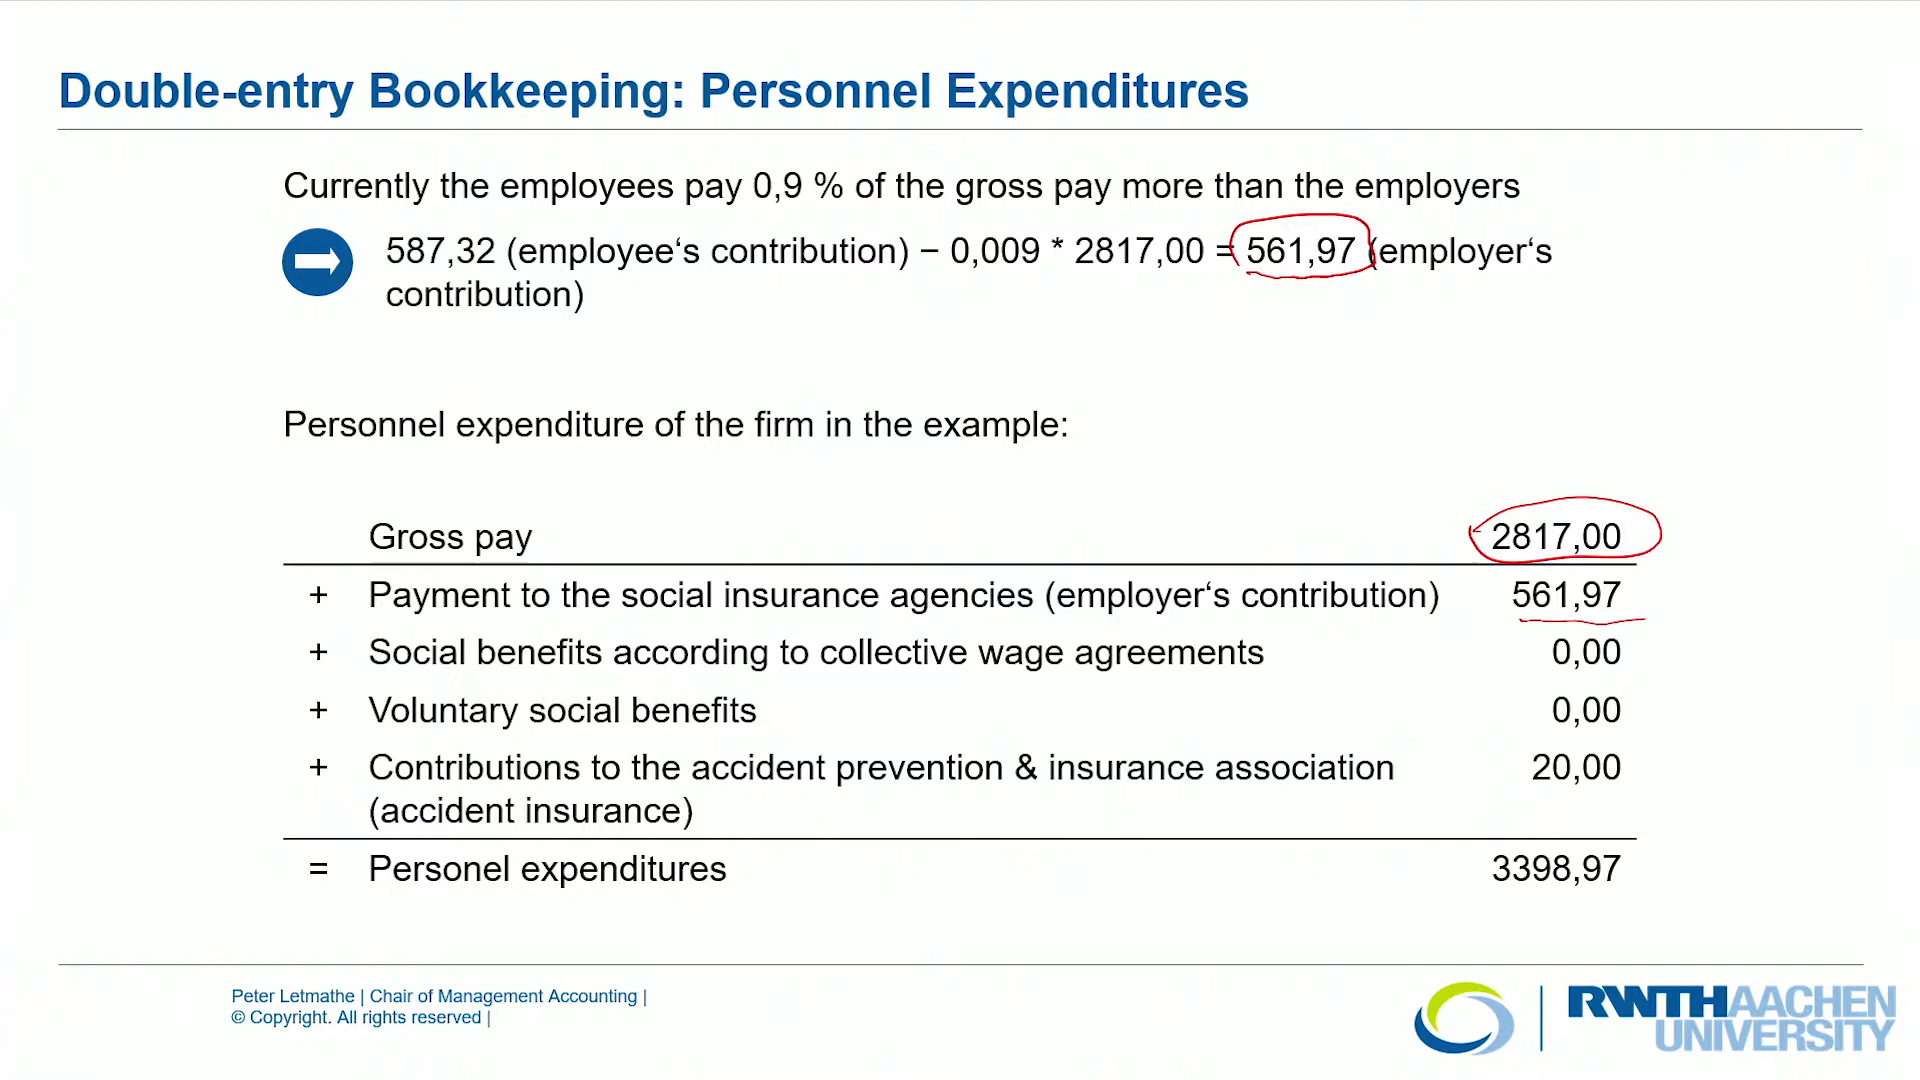 Double-entry Bookkeeping: Personnel Expenditures
Currently the employees pay 0,9 % of the gross pay more than the employers
587,32 (employee‘s contribution) − 0,009 * 2817,00 = 561,97 (employer‘s
contribution)
Personnel expenditure of the firm in the example:
Gross pay 2817,00
+ Payment to the social insurance agencies (employer‘s contribution) 561,97
+ Social benefits according to collective wage agreements 0,00
+ Voluntary social benefits 0,00
+ Contributions to the accident prevention & insurance association 20,00
(accident insurance)
= Personel expenditures 3398,97
Peter Letmathe | Chair of Management Accounting |
© Copyright. All rights reserved |
RWTH AACHEN
UNIVERSITY